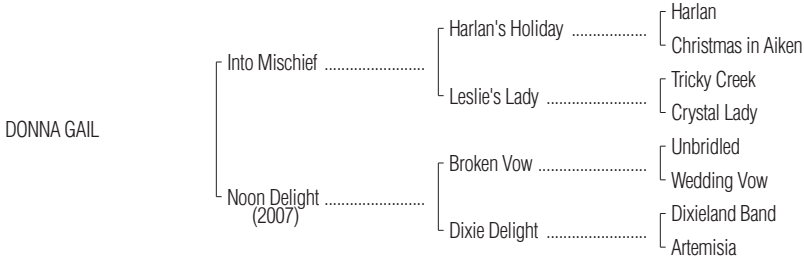 Harlan
Harlan's Holiday ..................
Christmas in Aiken
Into Mischief ........................
Tricky Creek
Leslie's Lady ........................
Crystal Lady
DONNA GAIL
Unbridled
Broken Vow ..........................
Wedding Vow
Noon Delight ........................
(2007)
Dixieland Band
Dixie Delight ........................
Artemisia